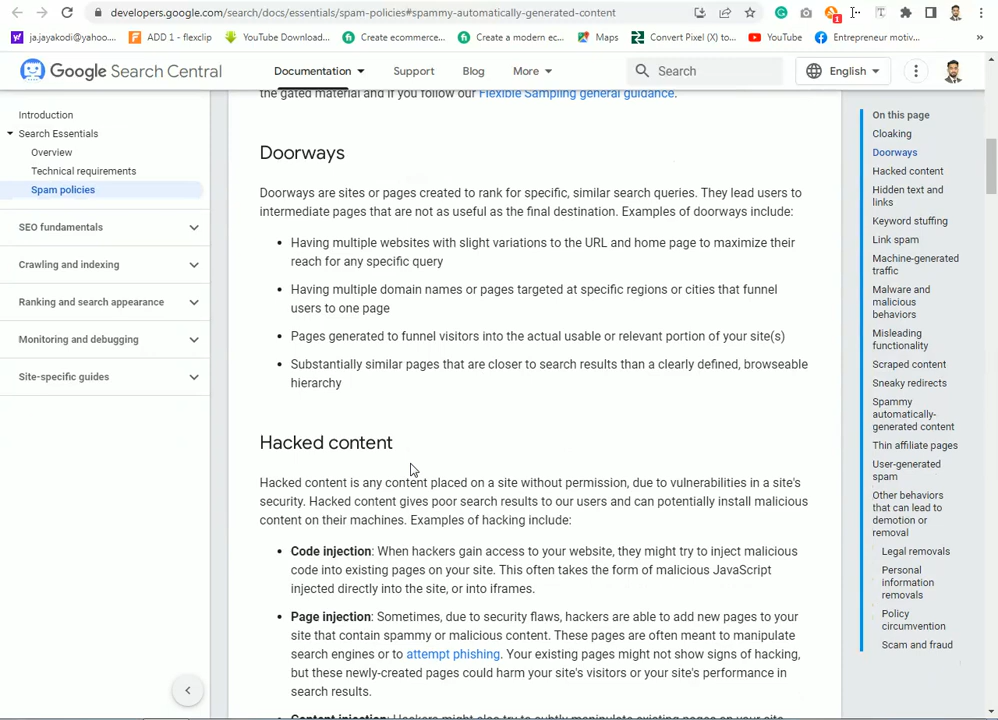 developers.google.com/search/docs/essentials/spam-policies#spammy-automatically-generated-content
1
ja.jayakodi@yahoo....
ADD 1 - flexclip
YouTube Download...
Create ecommerce...
Create a modern ec...
Maps
Convert Pixel (X) to...
YouTube
Entrepreneur motiv...
»
Google Search Central
Documentation
Support
Blog
More
Search
English
the gated material and if you follow our Flexible Sampling general guidance.
Introduction
Search Essentials
Overview
Technical requirements
Spam policies
SEO fundamentals
Crawling and indexing
Ranking and search appearance
Monitoring and debugging
Site-specific guides
Doorways
Doorways are sites or pages created to rank for specific, similar search queries. They lead users to
intermediate pages that are not as useful as the final destination. Examples of doorways include:
• Having multiple websites with slight variations to the URL and home page to maximize their
reach for any specific query
• Having multiple domain names or pages targeted at specific regions or cities that funnel
users to one page
• Pages generated to funnel visitors into the actual usable or relevant portion of your site(s)
• Substantially similar pages that are closer to search results than a clearly defined, browseable
hierarchy
Hacked content
Hacked content is any content placed on a site without permission, due to vulnerabilities in a site's
security. Hacked content gives poor search results to our users and can potentially install malicious
content on their machines. Examples of hacking include:
• Code injection: When hackers gain access to your website, they might try to inject malicious
code into existing pages on your site. This often takes the form of malicious JavaScript
injected directly into the site, or into iframes.
• Page injection: Sometimes, due to security flaws, hackers are able to add new pages to your
site that contain spammy or malicious content. These pages are often meant to manipulate
search engines or to attempt phishing. Your existing pages might not show signs of hacking,
but these newly-created pages could harm your site's visitors or your site's performance in
search results.
• Content injection: Hackers might also try to subtly manipulate existing pages on your site
On this page
Cloaking
Doorways
Hacked content
Hidden text and
links
Keyword stuffing
Link spam
Machine-generated
traffic
Malware and
malicious
behaviors
Misleading
functionality
Scraped content
Sneaky redirects
Spammy
automatically-
generated content
Thin affiliate pages
User-generated
spam
Other behaviors
that can lead to
demotion or
removal
Legal removals
Personal
information
removals
Policy
circumvention
Scam and fraud